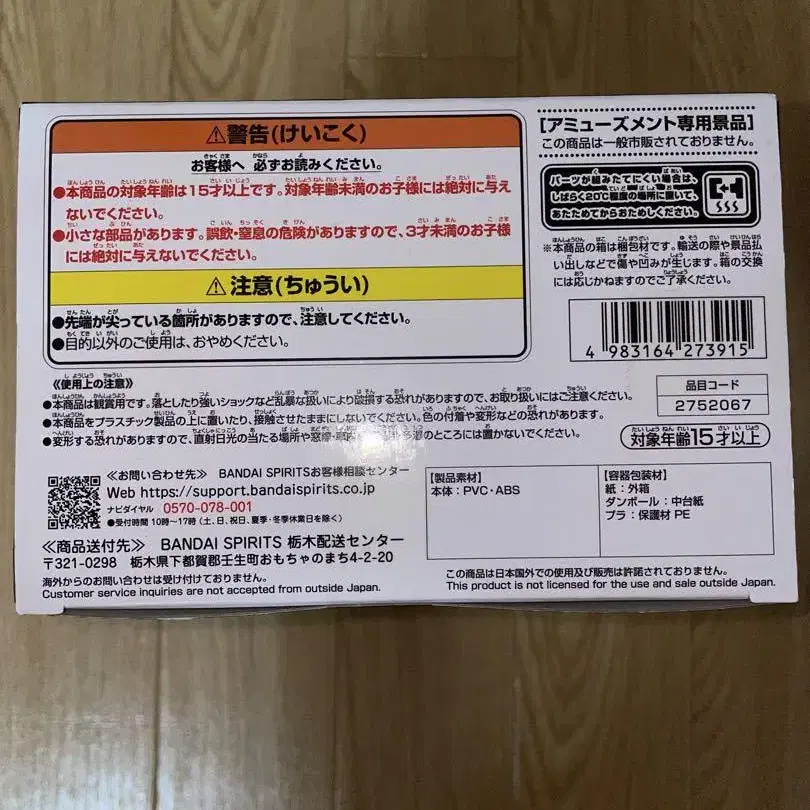 ⚠警告(けいこく)
お客様へ 必ずお読みください。
●本商品の対象年齢は15才以上です。対象年齢未満のお子様には絶対に与え
ないでください。
●小さな部品があります。誤飲・窒息の危険がありますので、3才未満のお子様
には絶対に与えないでください。
⚠注意(ちゅうい)
●先端が尖っている箇所がありますので、注意してください。
●目的以外のご使用は、おやめください。
[アミューズメント専用景品]
この商品は一般市販されておりません。
パーツが組みたてにくい場合は、
しばらく20℃程度の場所に置いて、
あたためてからおためしください。
※本商品の箱は梱包材です。輸送の際や景品払
い出しなどで傷や凹みが生じます。箱の交換
には応じかねますのでご了承ください。
4 983164 273915
品目コード
2752067
対象年齢15才以上
《使用上の注意》
●本商品は観賞用です。落としたり強いショックなど乱暴な扱いにより破損する恐れがありますので、お取り扱いにはご注意ください。
●本商品をプラスチック製品の上に置いたり、接触させたままにしないでください。色の付着や変形などの恐れがあります。
●変形する恐れがありますので、直射日光の当たる場所や窓際・
のところには置かないでください。
≪お問い合わせ先≫ BANDAI SPIRITSお客様相談センター
Web https://support.bandaispirits.co.jp
ナビダイヤル 0570-078-001
●受付時間 10時～17時(土、日、祝日、夏季・冬季休業日を除く)
≪商品送付先≫ BANDAI SPIRITS 栃木配送センター
〒321-0298 栃木県下都賀郡壬生町おもちゃのまち4-2-20
海外からのお問い合わせは受け付けておりません。
Customer service inquiries are not accepted from outside Japan.
【製品素材】
本体：PVC・ABS
【容器包装材】
紙：外箱
ダンボール：中台紙
プラ：保護材 PE
この商品は日本国外での使用及び販売は許諾されておりません。
This product is not licensed for the use and sale outside Japan.